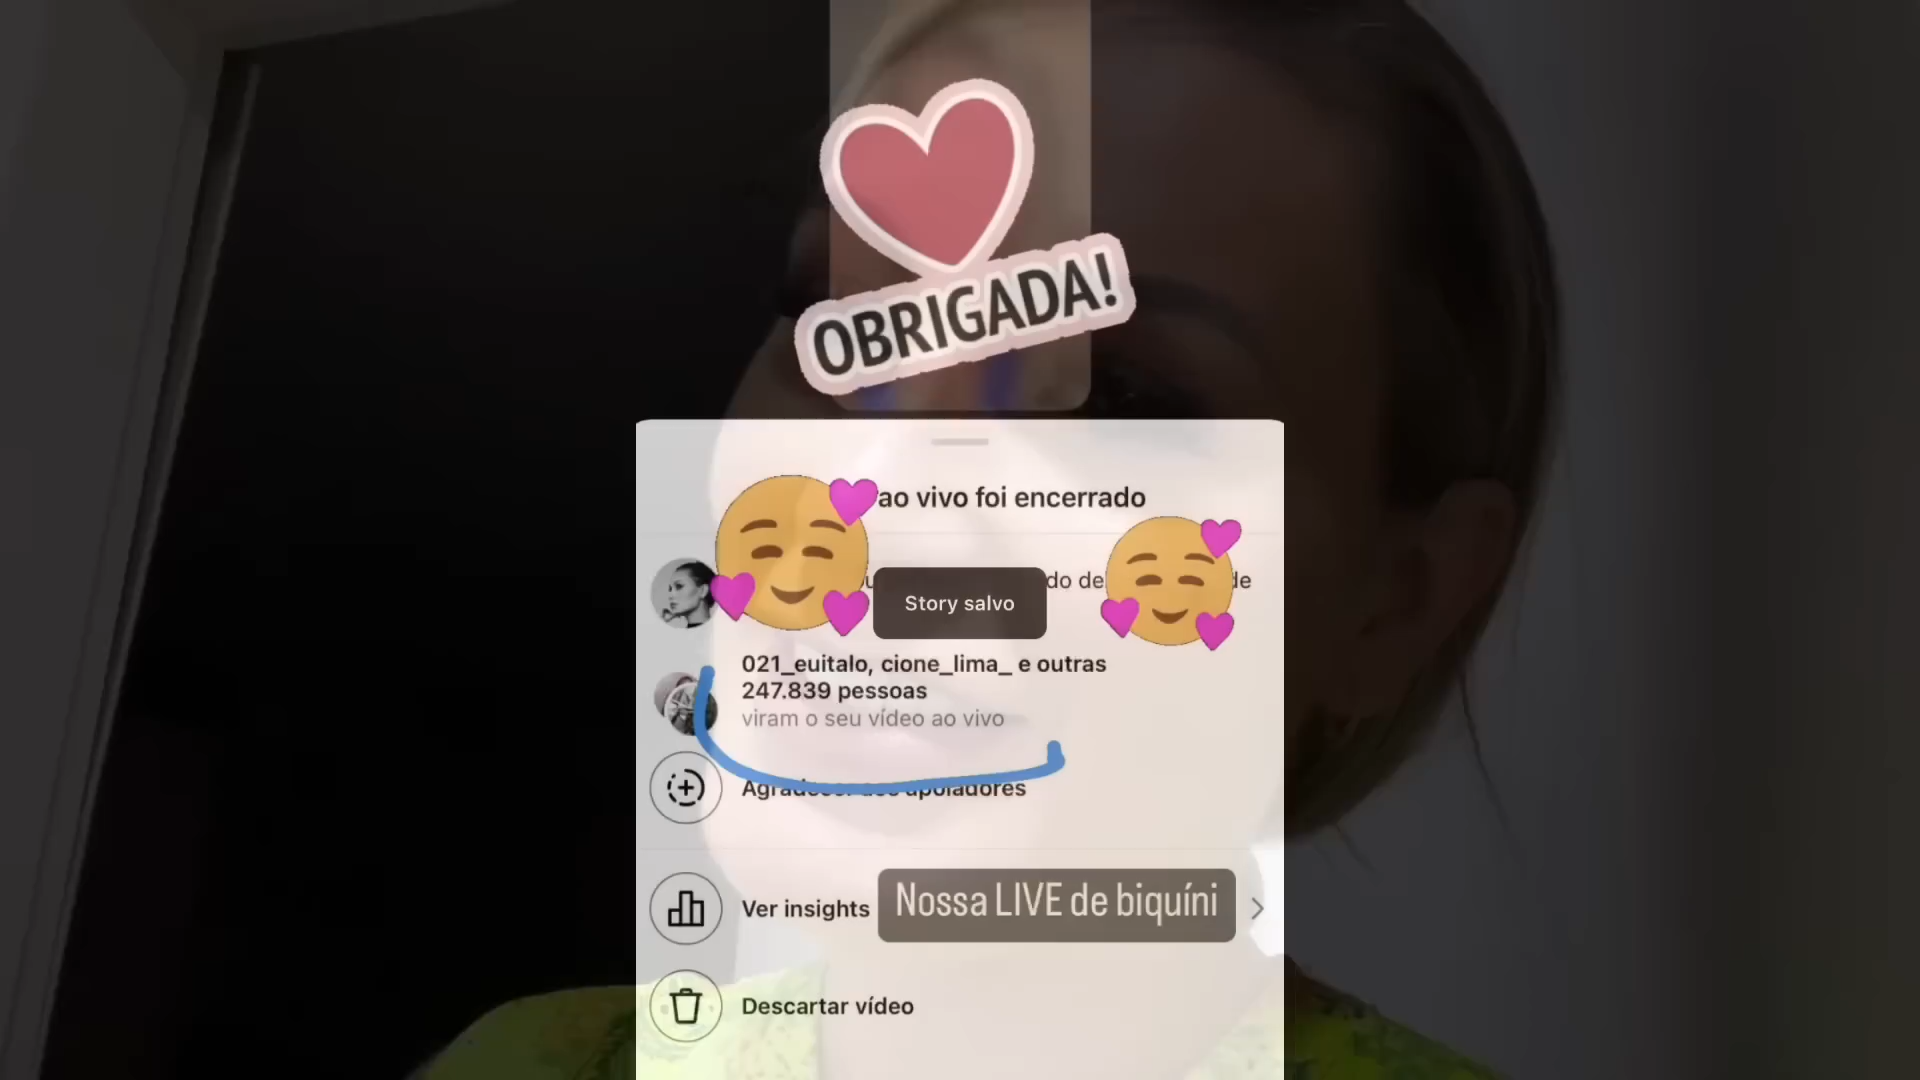 OBRIGADA!
ao vivo foi encerrado
do de
Story salvo
021_euitalo, cione_lima_ e outras
247.839 pessoas
viram o seu vídeo ao vivo
apoiadores
Ver insights
Nossa LIVE de biquíni
Descartar vídeo